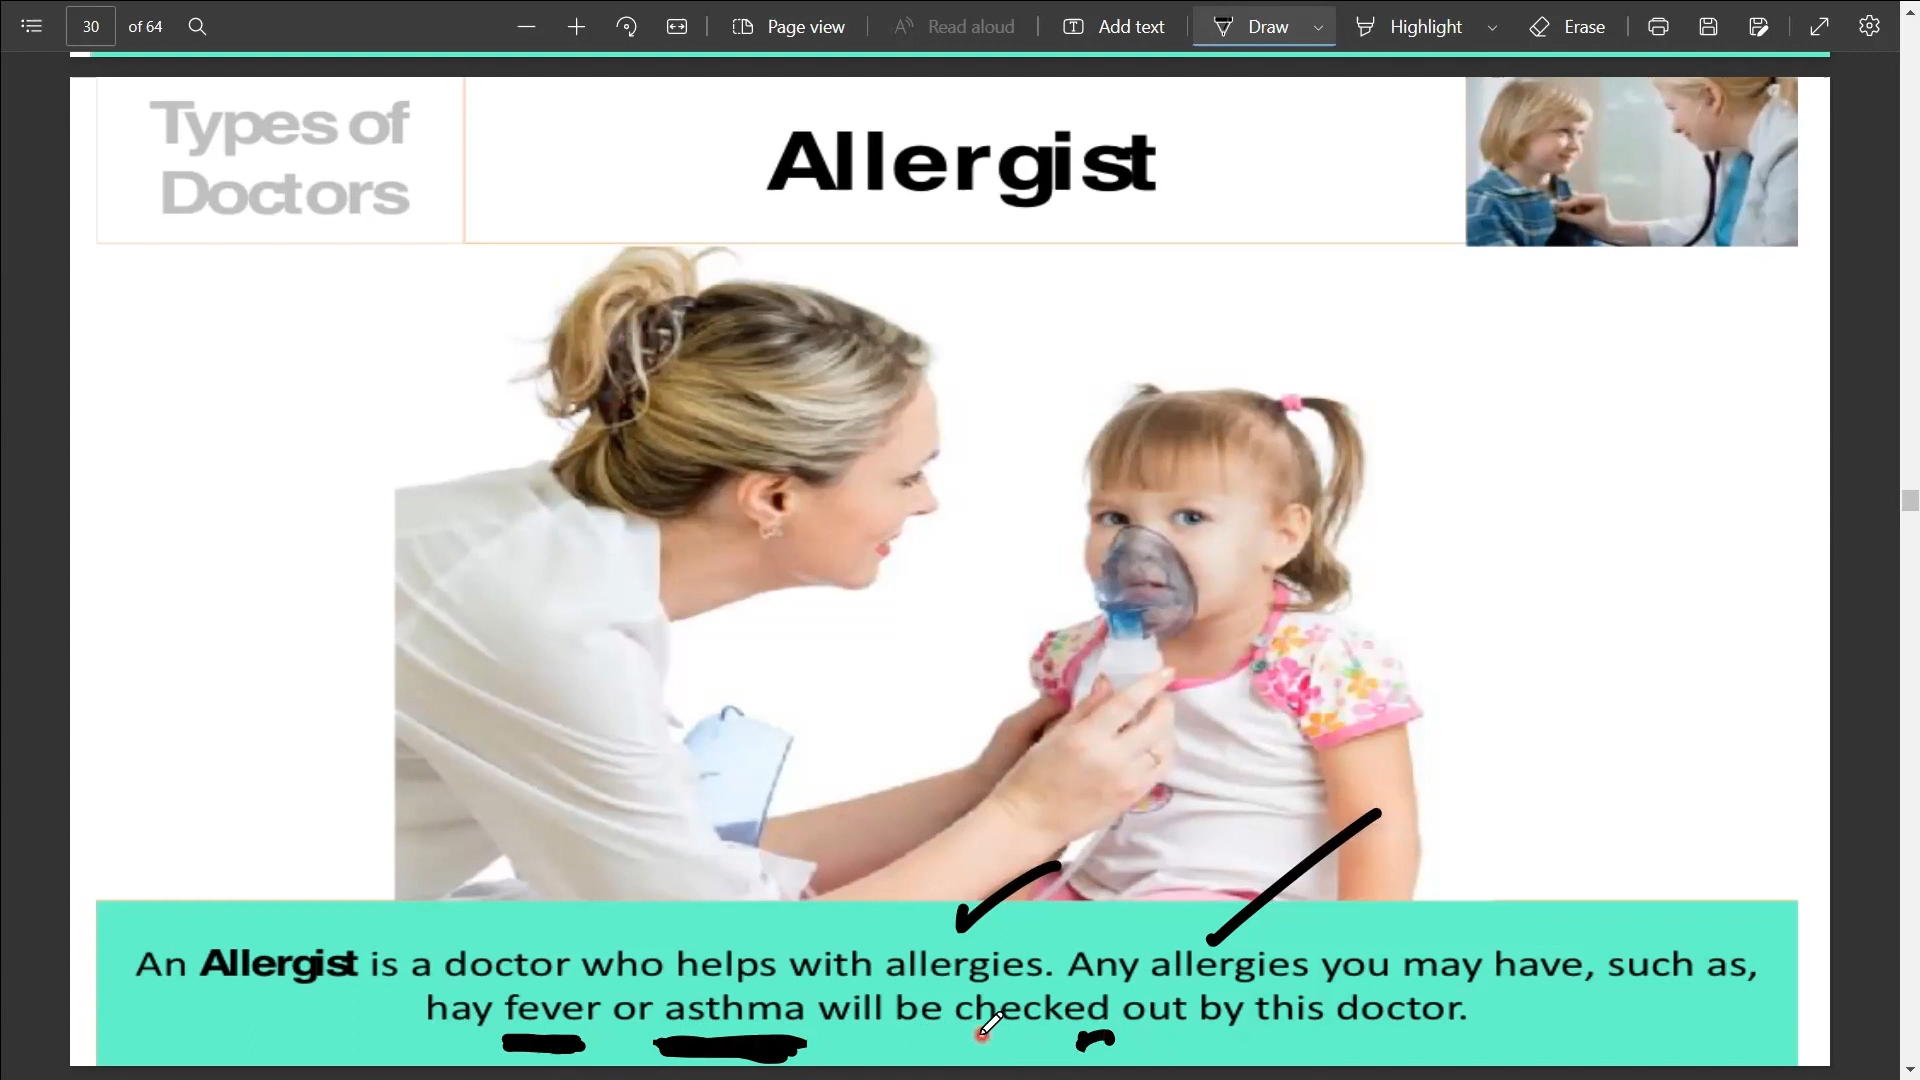 30 of 64 Page view Read aloud Add text Draw Highlight Erase
Types of
Doctors
Allergist
An Allergist is a doctor who helps with allergies. Any allergies you may have, such as,
hay fever or asthma will be checked out by this doctor.